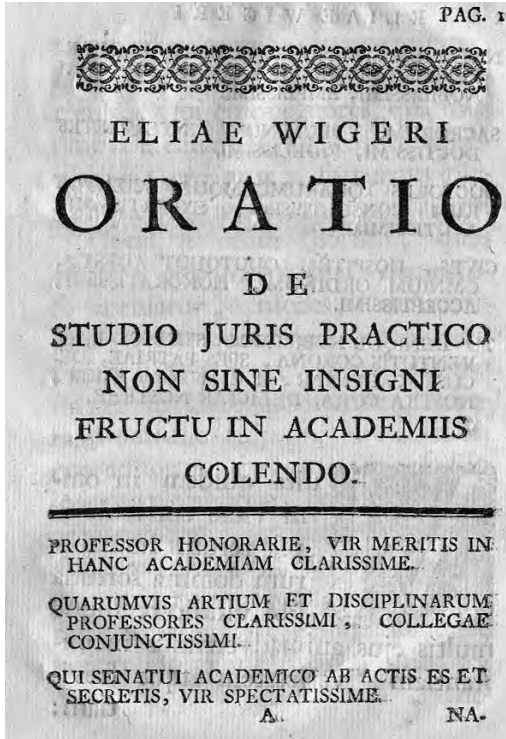 PAG. 1
ELIAE WIGERI
ORATIO
DE
STUDIO JURIS PRACTICO
NON SINE INSIGNI
FRUCTU IN ACADEMIIS
COLENDO.
PROFESSOR HONORARIE, VIR MERITIS IN
HANC ACADEMIAM CLARISSIME.
QUARUMVIS ARTIUM ET DISCIPLINARUM
PROFESSORES CLARISSIMI, COLLEGAE
CONJUNCTISSIMI.
QUI SENATUI ACADEMICO AB ACTIS ES ET
SECRETIS, VIR SPECTATISSIME.
A NA-